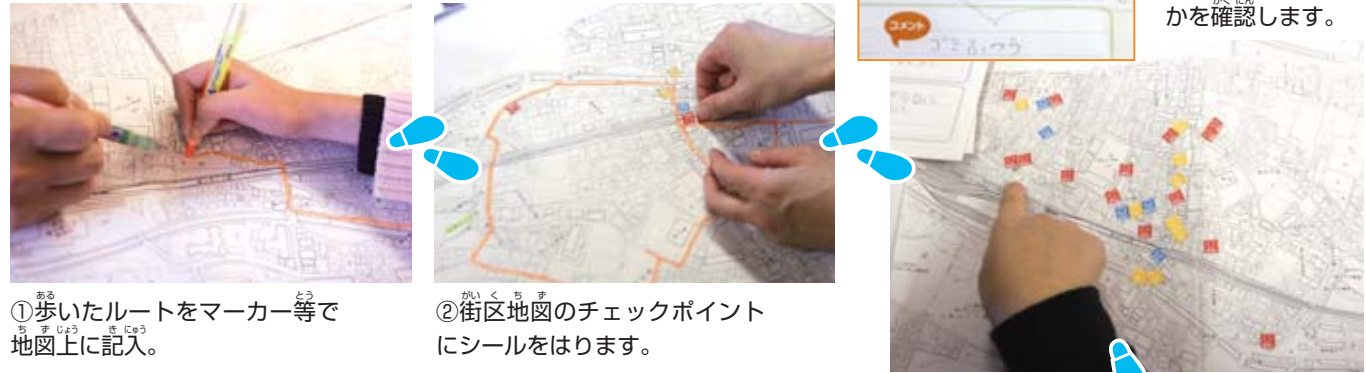 コメント
かを確認します。
①歩いたルートをマーカー等で
地図上に記入。
②街区地図のチェックポイント
にシールをはります。